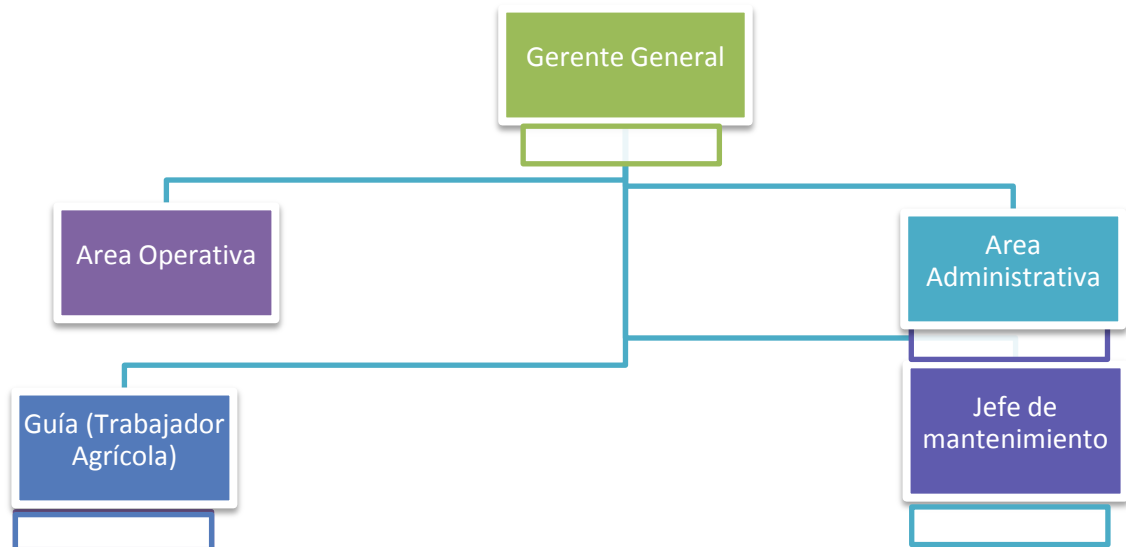 Gerente General
Area Operativa
Area
Administrativa
Guía (Trabajador
Agrícola)
Jefe de
mantenimiento